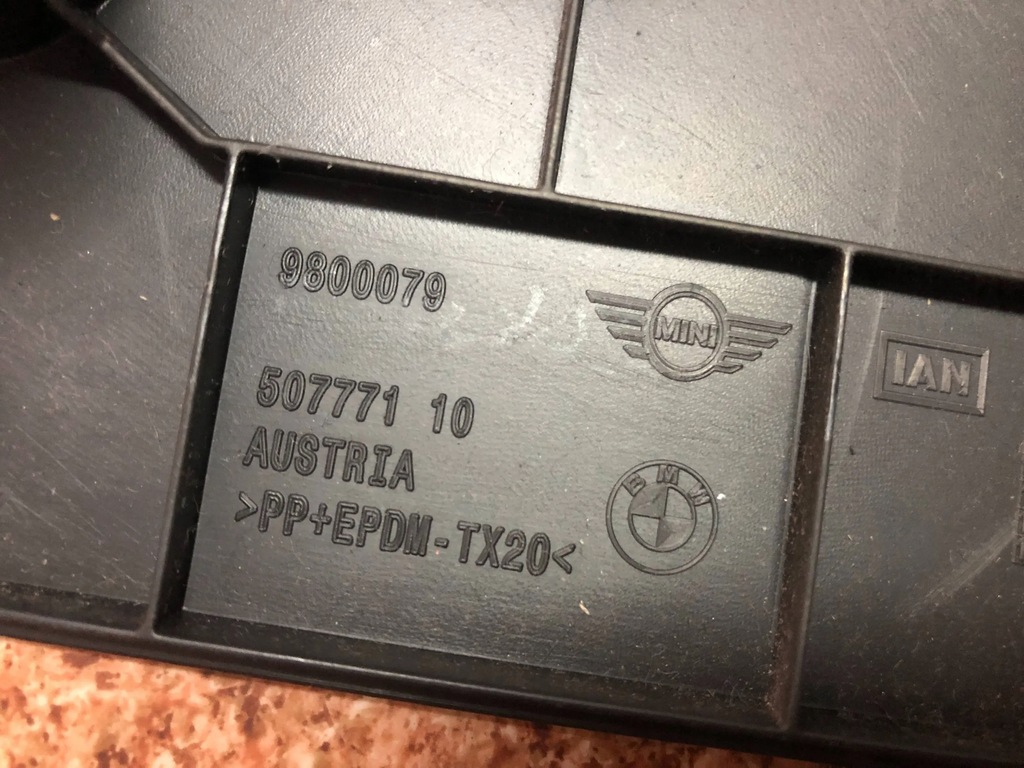 9800079
MINI
IAN
507771 10
AUSTRIA
>PP+EPDM-TX20<
BMW